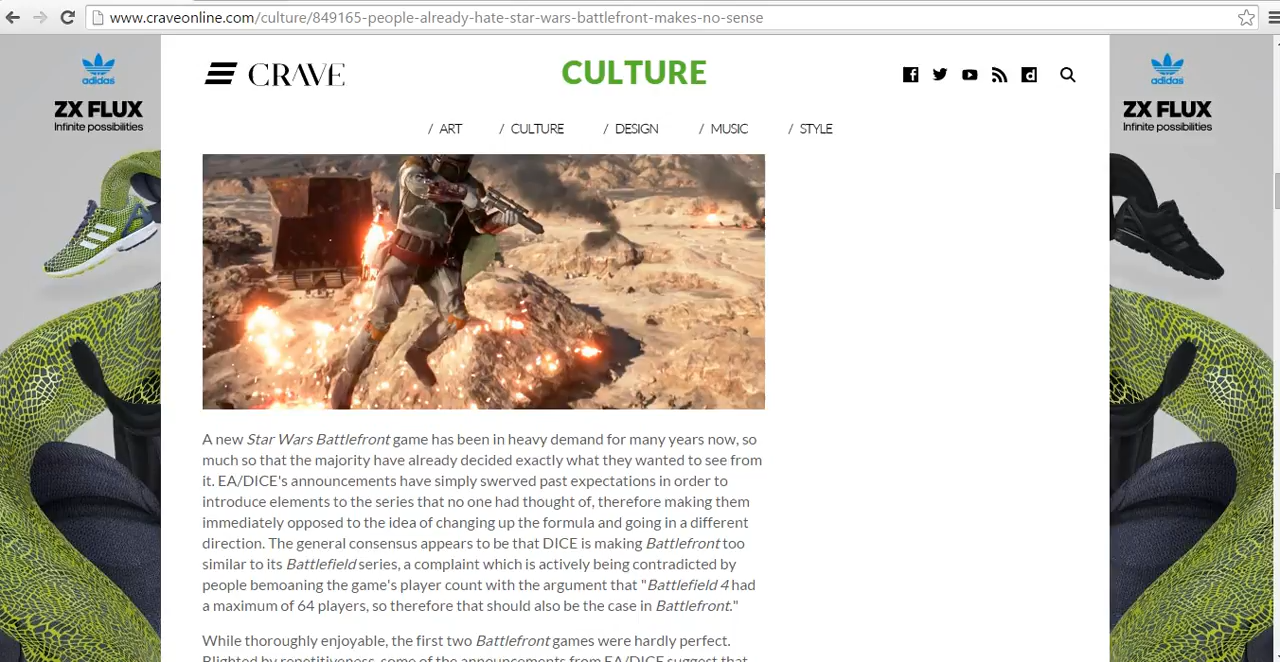 www.craveonline.com/culture/849165-people-already-hate-star-wars-battlefront-makes-no-sense
adidas
ZX FLUX
Infinite possibilities
CRAVE
CULTURE
adidas
ZX FLUX
Infinite possibilities
/ ART / CULTURE / DESIGN / MUSIC / STYLE
A new Star Wars Battlefront game has been in heavy demand for many years now, so
much so that the majority have already decided exactly what they wanted to see from
it. EA/DICE's announcements have simply swerved past expectations in order to
introduce elements to the series that no one had thought of, therefore making them
immediately opposed to the idea of changing up the formula and going in a different
direction. The general consensus appears to be that DICE is making Battlefront too
similar to its Battlefield series, a complaint which is actively being contradicted by
people bemoaning the game's player count with the argument that "Battlefield 4 had
a maximum of 64 players, so therefore that should also be the case in Battlefront."
While thoroughly enjoyable, the first two Battlefront games were hardly perfect.
Blighted by repetitiveness, some of the announcements from EA/DICE suggest that